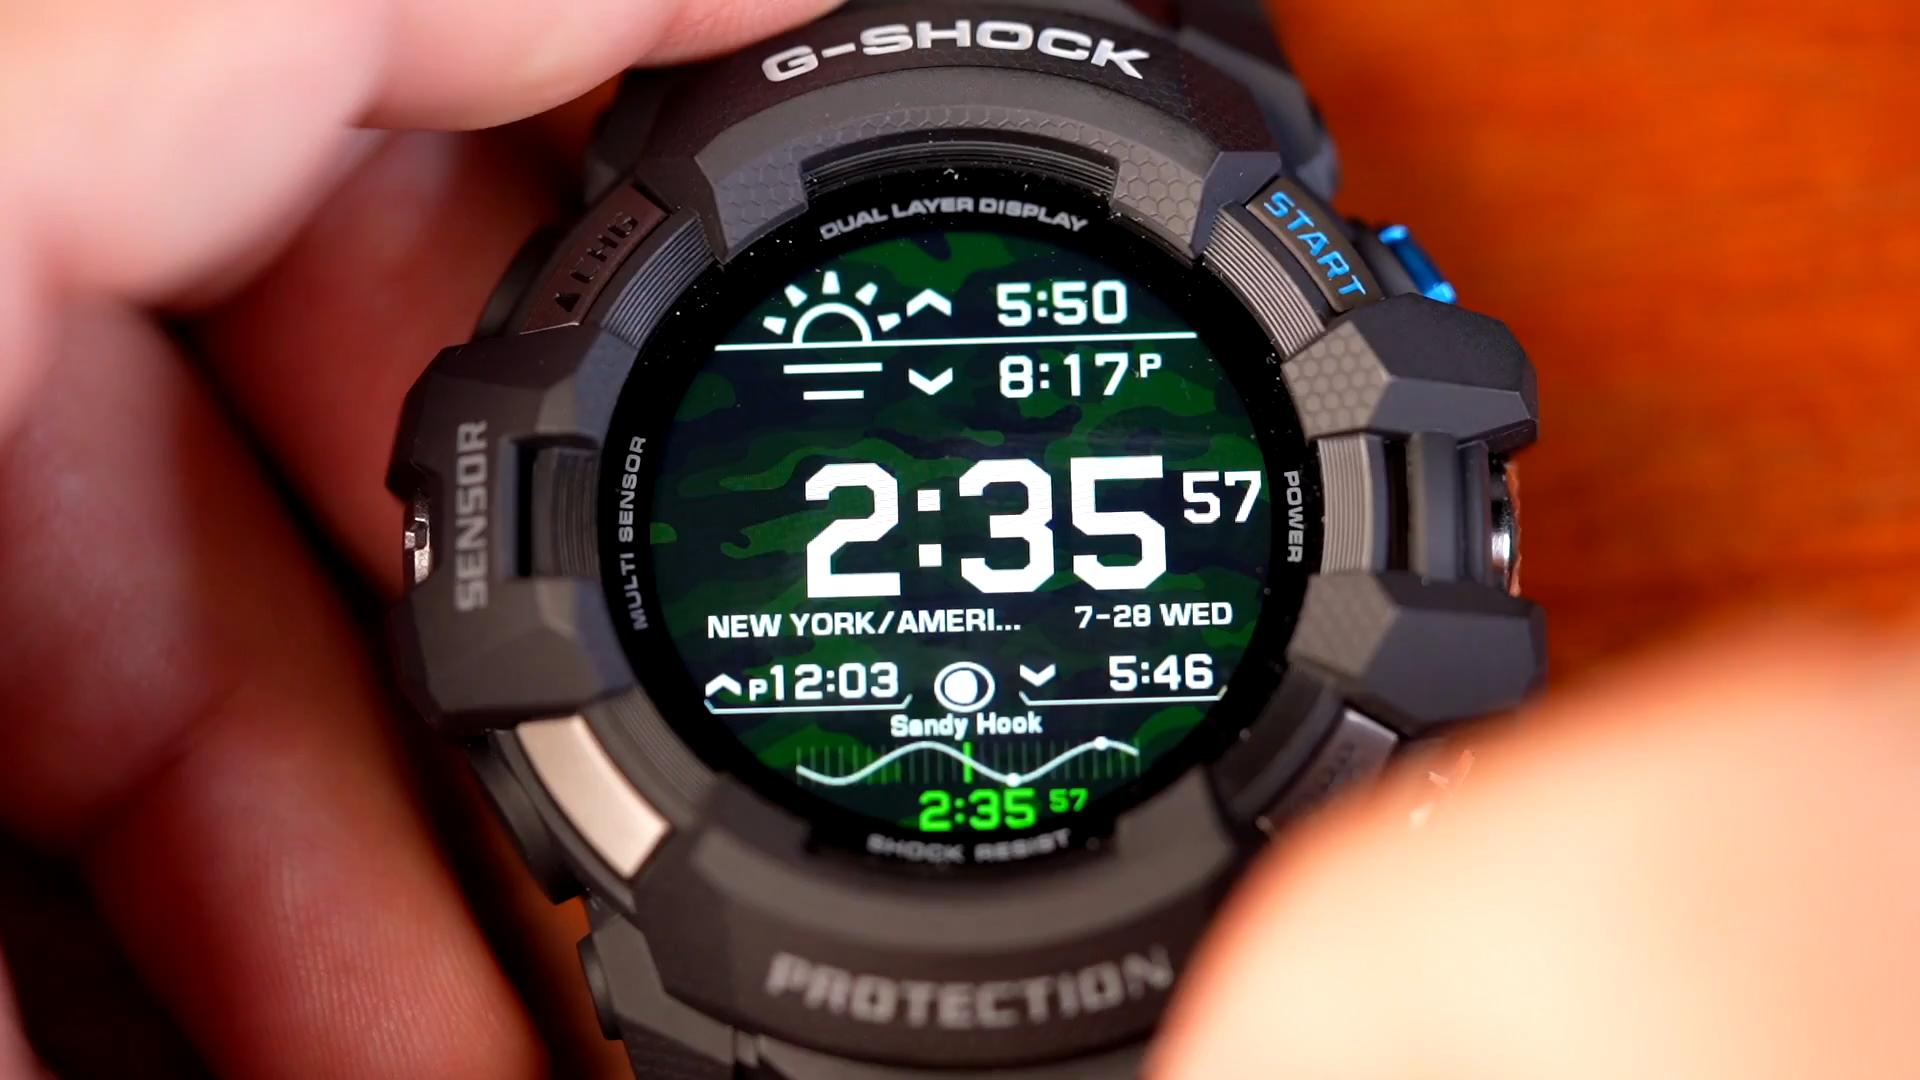 G-SHOCK
DUAL LAYER DISPLAY
START
5:50
8:17 P
SENSOR
MULTI SENSOR
2:35 57
POWER
NEW YORK/AMERI...
7-28 WED
P12:03
5:46
Sandy Hook
2:35 57
SHOCK RESIST
PROTECTION